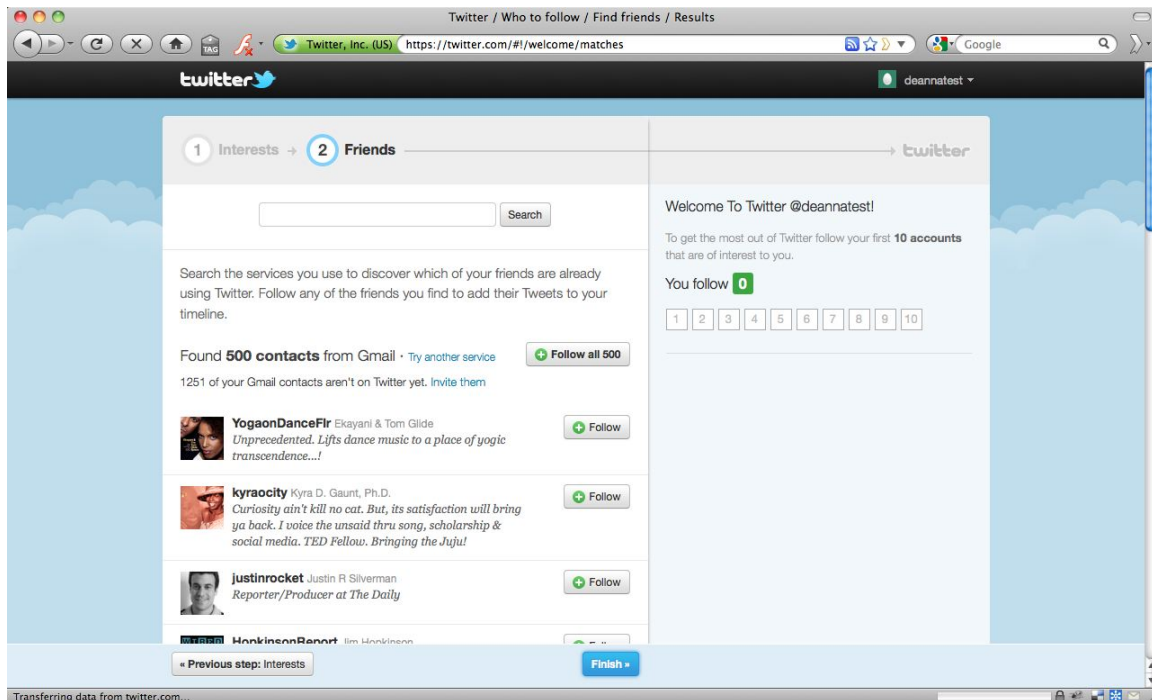 Twitter / Who to follow / Find friends / Results
TAG
Twitter, Inc. (US) https://twitter.com/#!/welcome/matches
Google
twitter
deannatest
1 Interests → 2 Friends
twitter
Search
Search the services you use to discover which of your friends are already
using Twitter. Follow any of the friends you find to add their Tweets to your
timeline.
Found 500 contacts from Gmail · Try another service
Follow all 500
1251 of your Gmail contacts aren't on Twitter yet. Invite them
YogaonDanceFlr Ekayani & Tom Glide
Unprecedented. Lifts dance music to a place of yogic
transcendence...!
Follow
kyraocity Kyra D. Gaunt, Ph.D.
Curiosity ain't kill no cat. But, its satisfaction will bring
ya back. I voice the unsaid thru song, scholarship &
social media. TED Fellow. Bringing the Juju!
Follow
justinrocket Justin R Silverman
Reporter/Producer at The Daily
Follow
WIRED
HopkinsonReport Jim Hopkinson
Follow
Welcome To Twitter @deannatest!
To get the most out of Twitter follow your first 10 accounts
that are of interest to you.
You follow 0
1 2 3 4 5 6 7 8 9 10
« Previous step: Interests
Finish »
Transferring data from twitter.com...